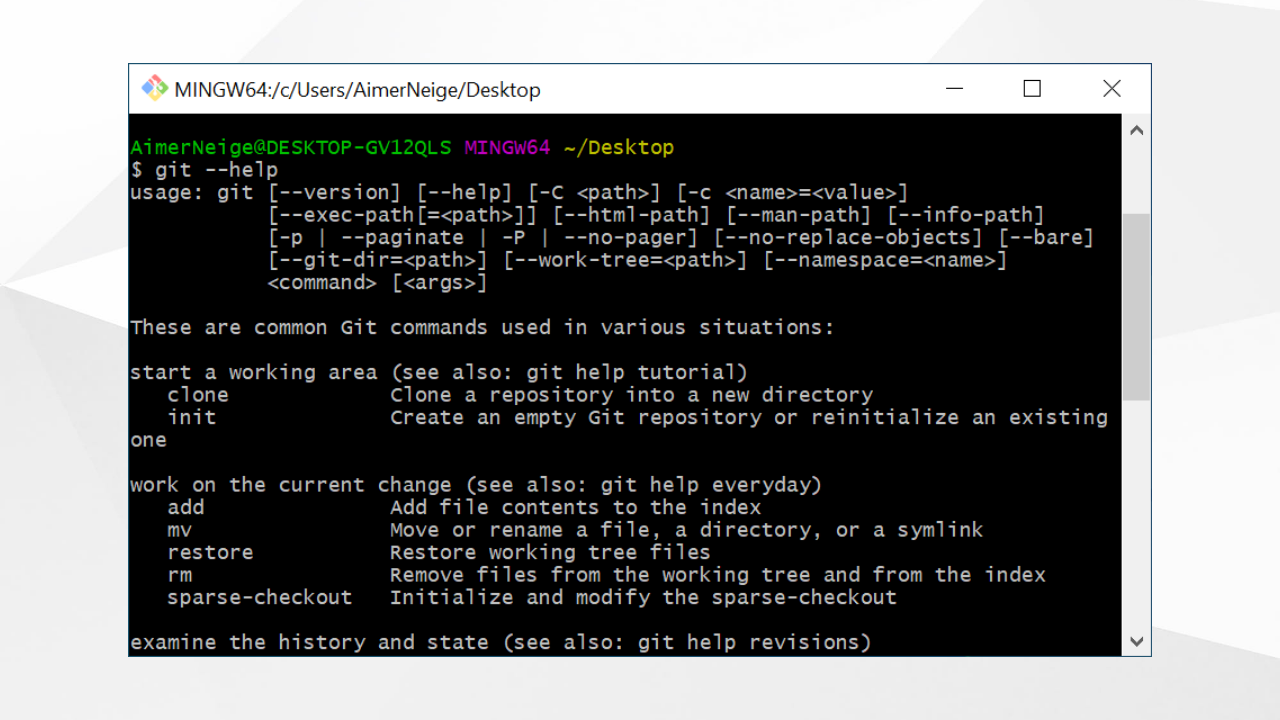 MINGW64:/c/Users/AimerNeige/Desktop
AimerNeige@DESKTOP-GV12QLS MINGW64 ~/Desktop
$ git --help
usage: git [--version] [--help] [-C <path>] [-c <name>=<value>]
           [--exec-path[=<path>]] [--html-path] [--man-path] [--info-path]
           [-p | --paginate | -P | --no-pager] [--no-replace-objects] [--bare]
           [--git-dir=<path>] [--work-tree=<path>] [--namespace=<name>]
           <command> [<args>]
These are common Git commands used in various situations:
start a working area (see also: git help tutorial)
   clone             Clone a repository into a new directory
   init              Create an empty Git repository or reinitialize an existing
one
work on the current change (see also: git help everyday)
   add               Add file contents to the index
   mv                Move or rename a file, a directory, or a symlink
   restore           Restore working tree files
   rm                Remove files from the working tree and from the index
   sparse-checkout   Initialize and modify the sparse-checkout
examine the history and state (see also: git help revisions)